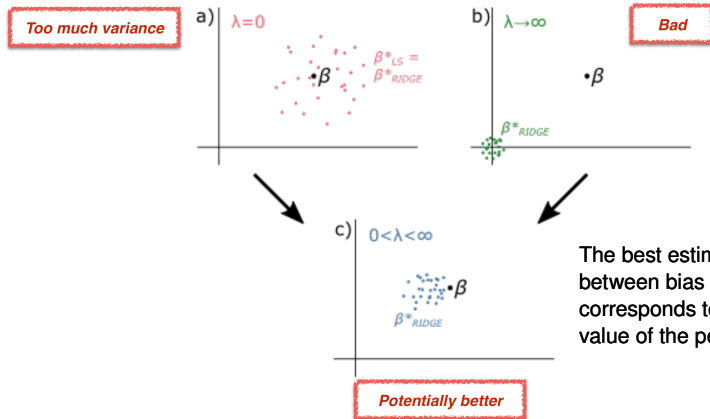 Too much variance
a)
λ=0
β*LS =
β*RIDGE
β
b)
λ→∞
Bad
β
β*RIDGE
c)
0<λ<∞
β
β*RIDGE
The best estim
between bias
corresponds t
value of the pe
Potentially better